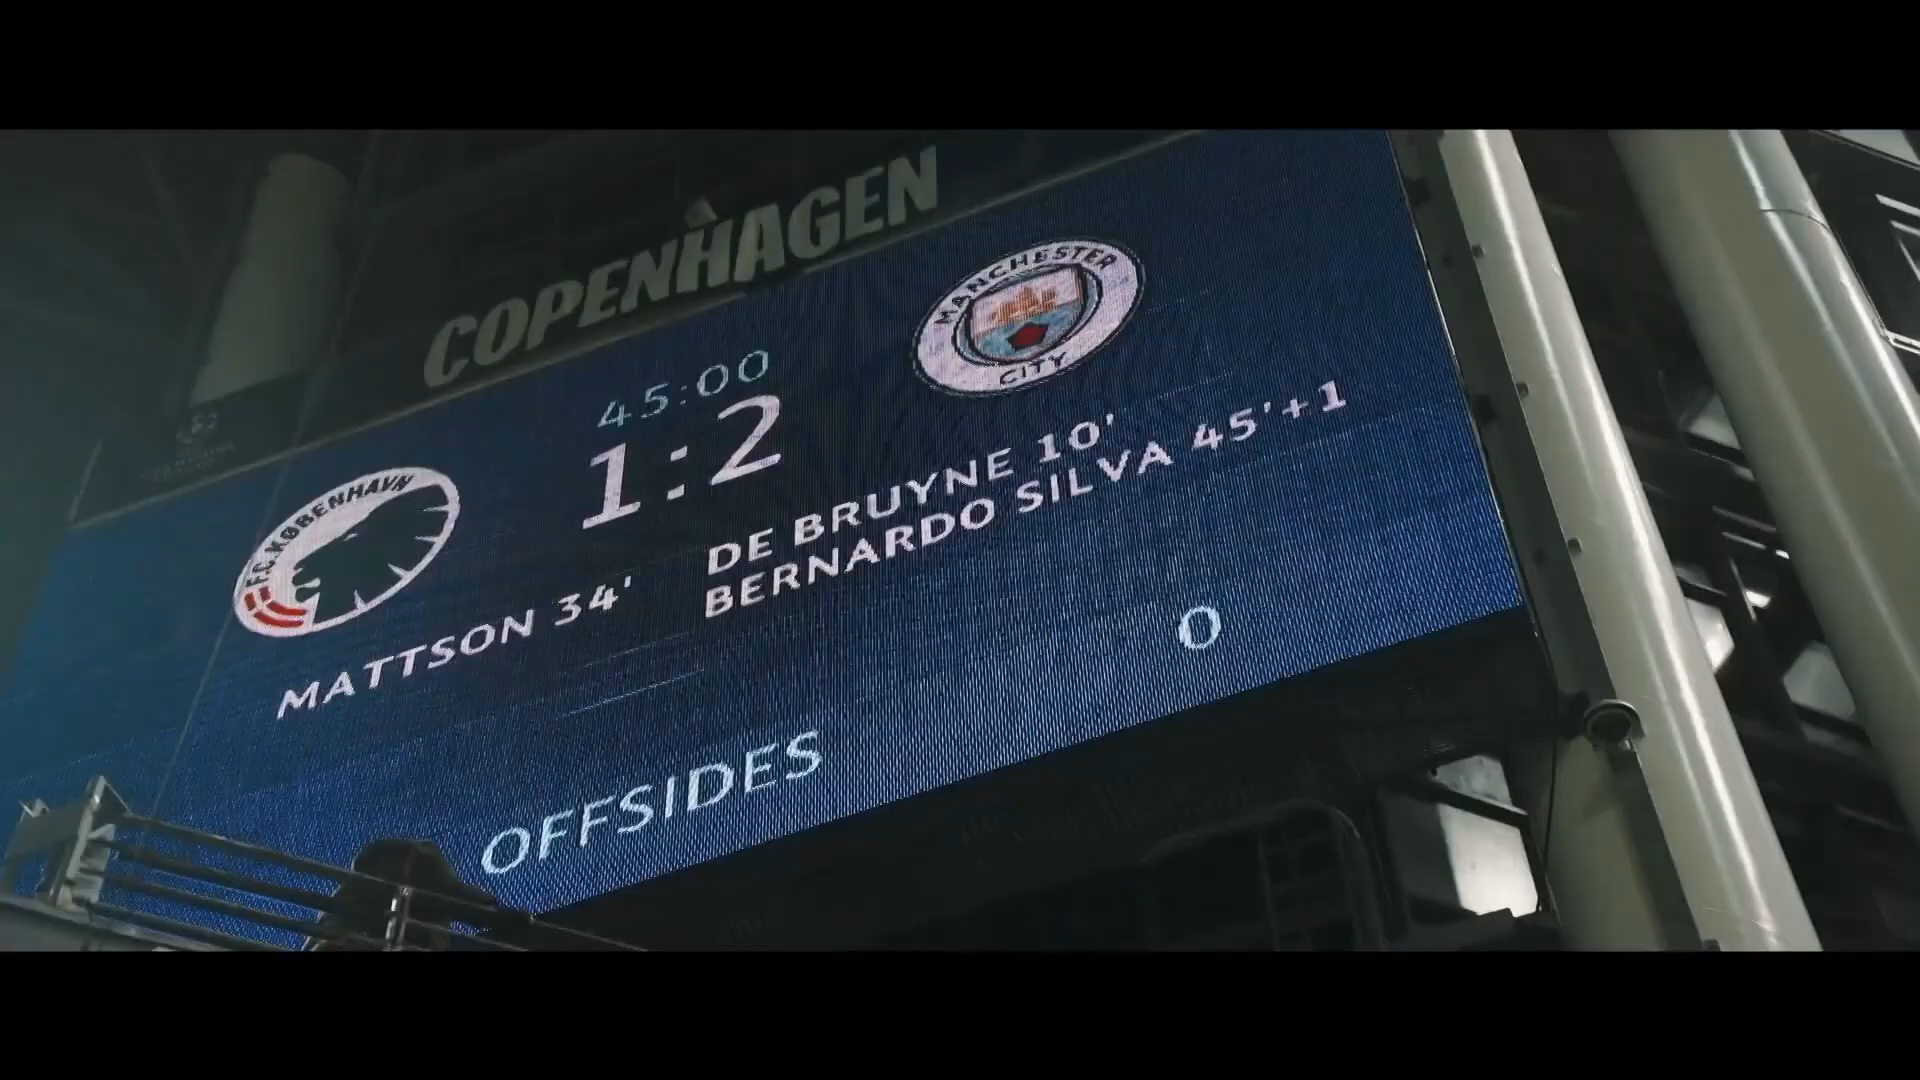 COPENHAGEN
45:00
1:2
MANCHESTER
CITY
F.C. KØBENHAVN
MATTSON 34'
DE BRUYNE 10'
BERNARDO SILVA 45'+1
0
OFFSIDES